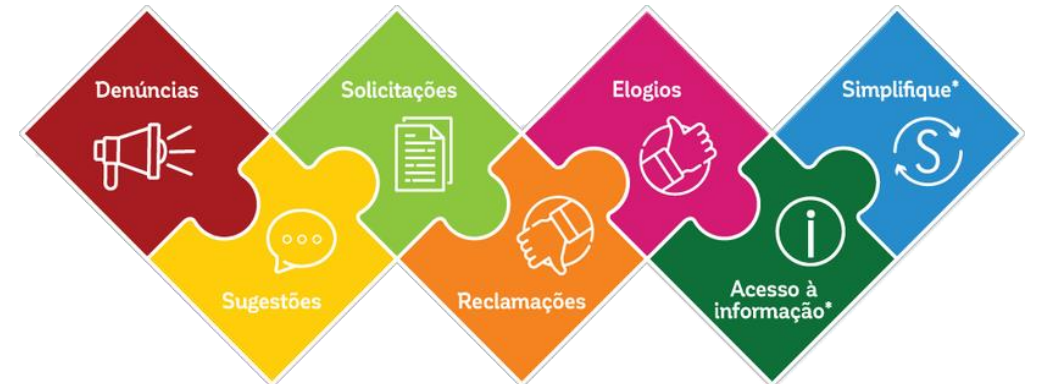 Denúncias
Solicitações
Elogios
Simplifique*
Sugestões
Reclamações
Acesso à
informação*